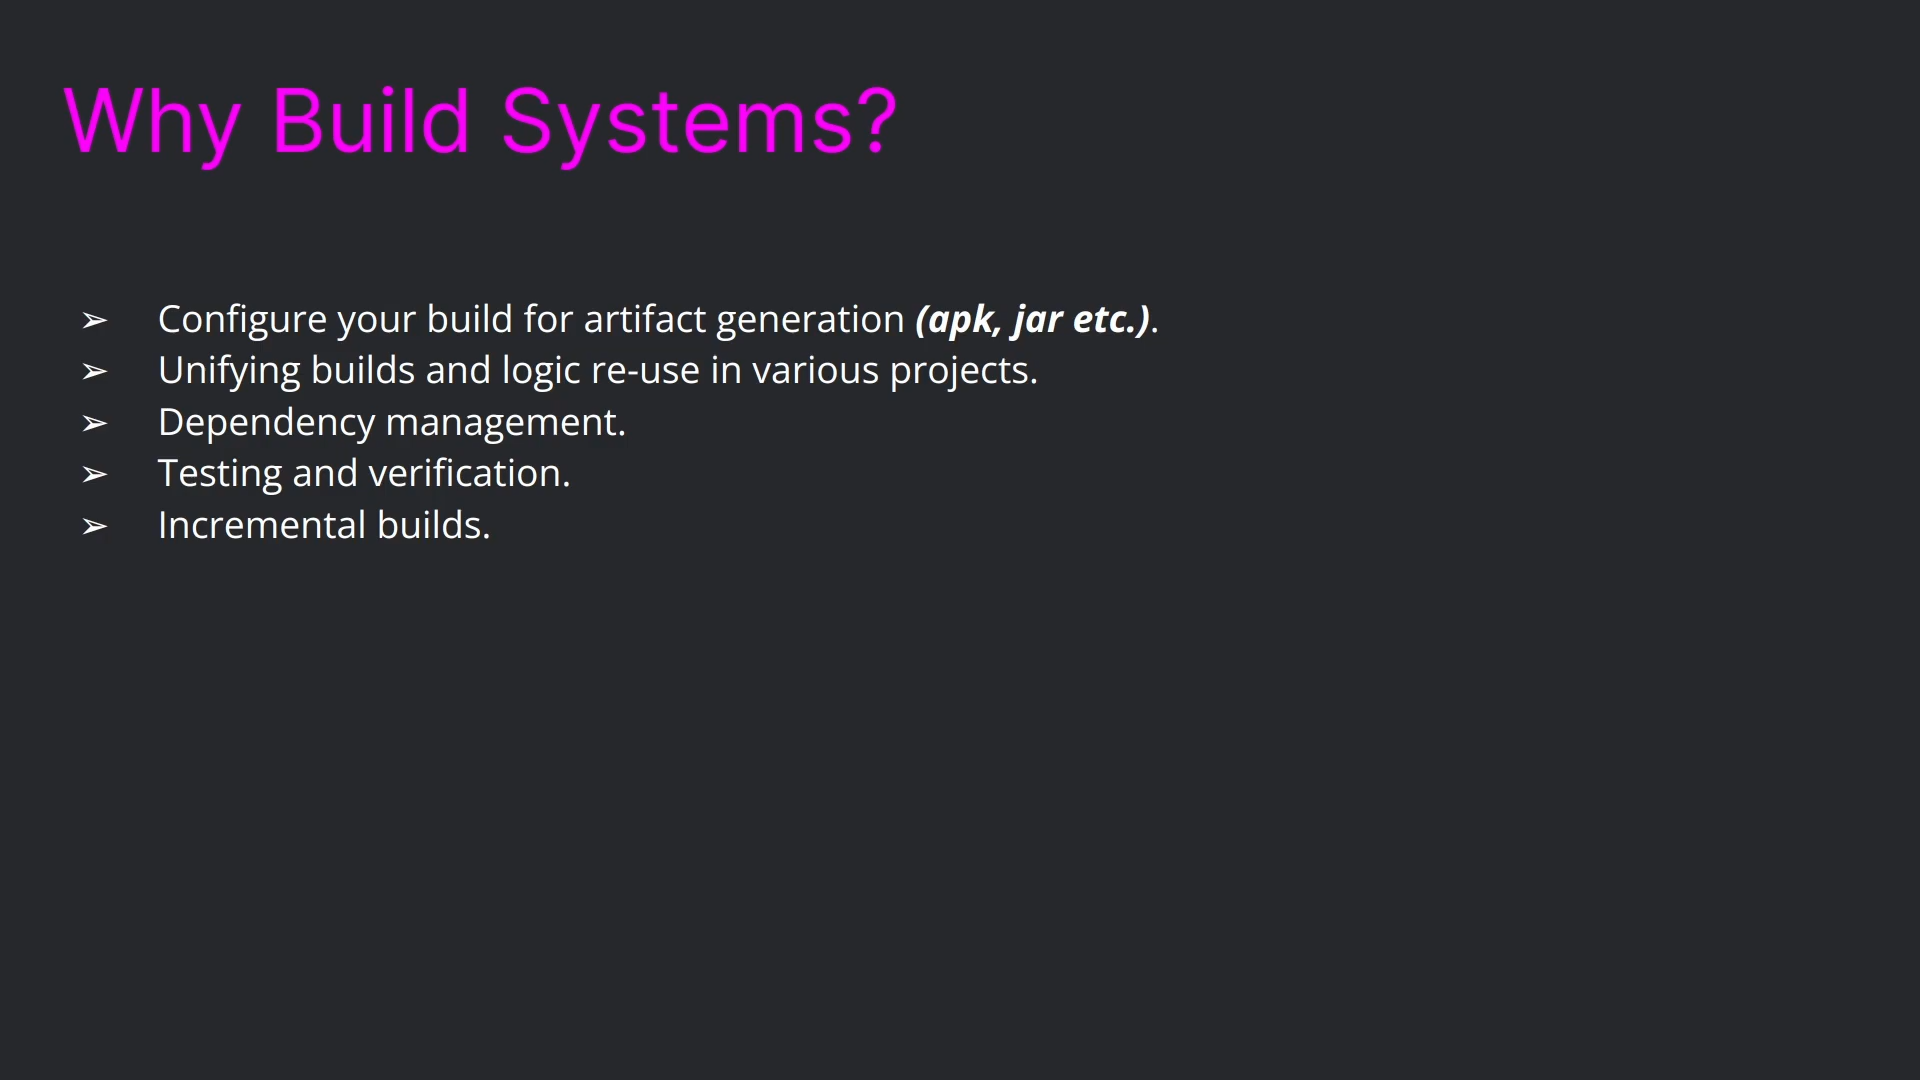 Why Build Systems?
➢ Configure your build for artifact generation (apk, jar etc.).
➢ Unifying builds and logic re-use in various projects.
➢ Dependency management.
➢ Testing and verification.
➢ Incremental builds.